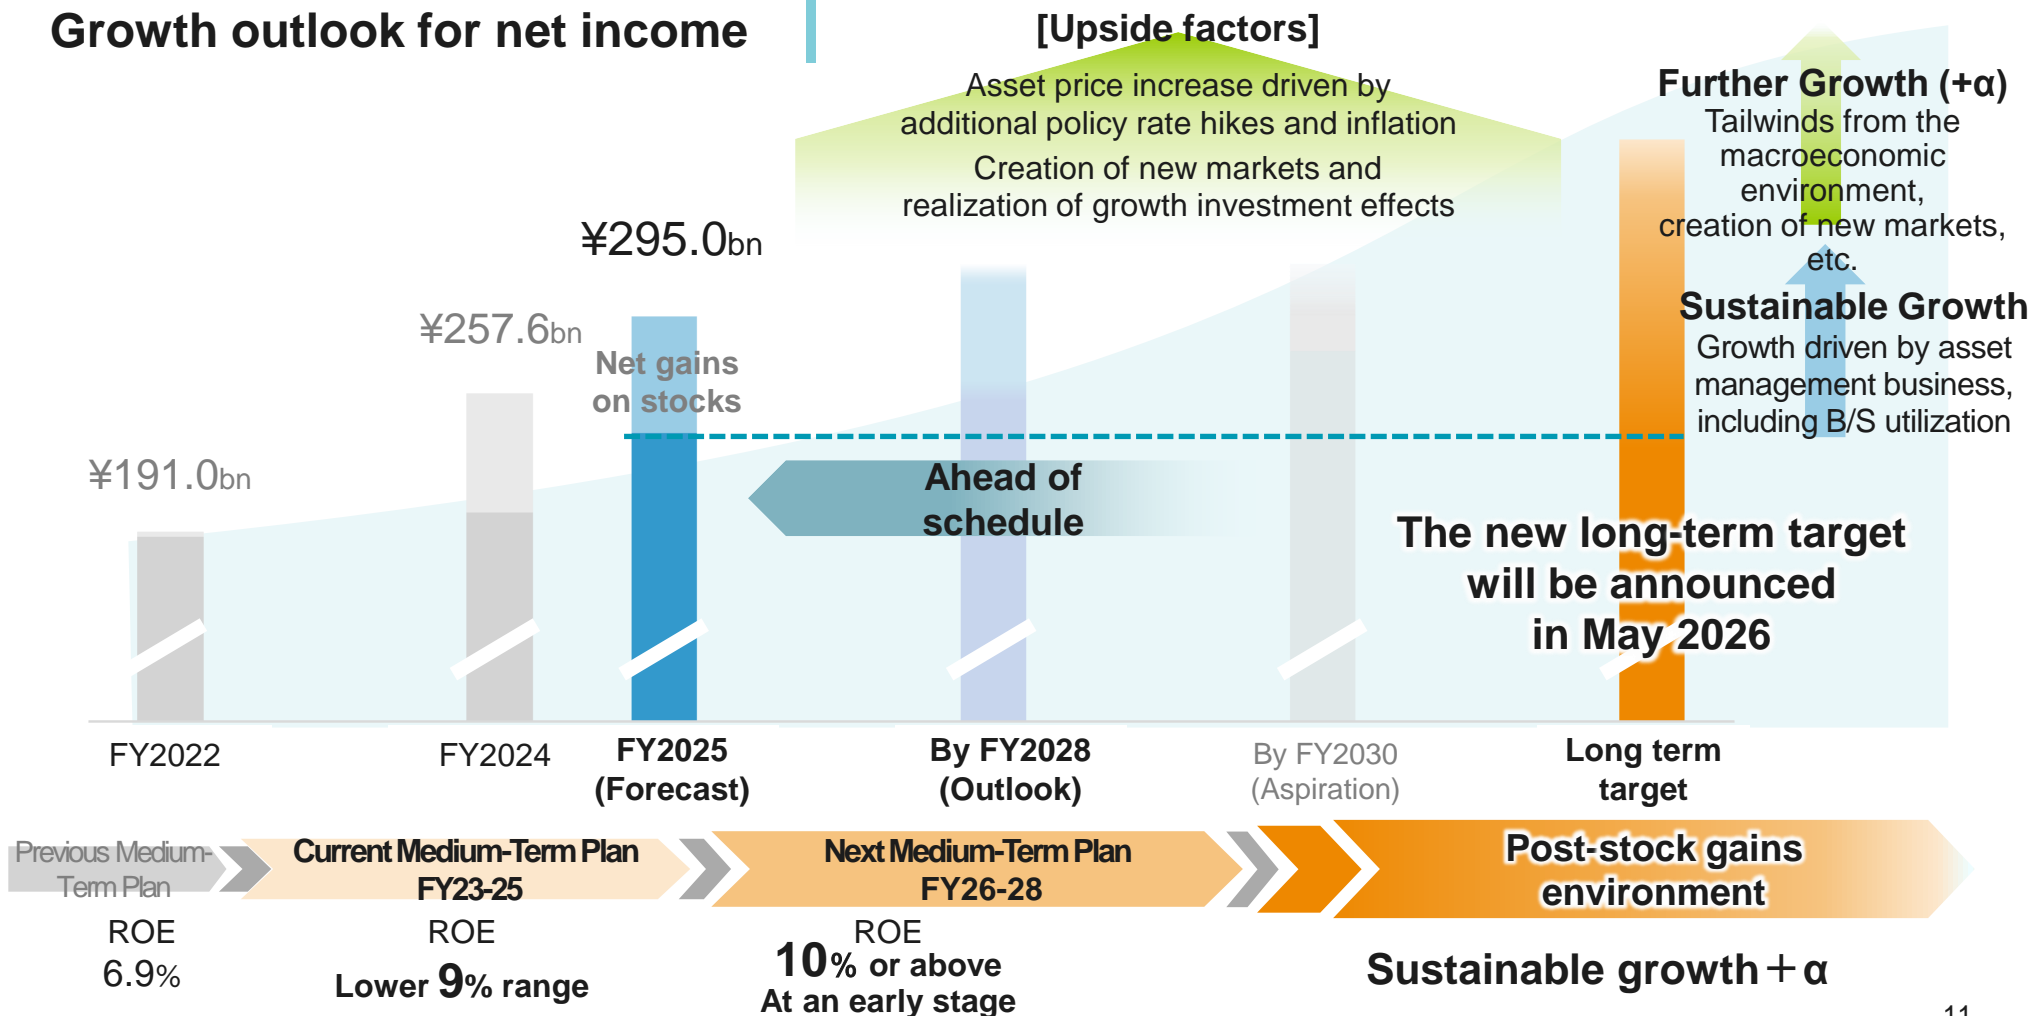 Growth outlook for net income
[Upside factors]
Asset price increase driven by
additional policy rate hikes and inflation
Creation of new markets and
realization of growth investment effects
Further Growth (+α)
Tailwinds from the
macroeconomic
environment,
creation of new markets,
etc.
Sustainable Growth
Growth driven by asset
management business,
including B/S utilization
¥191.0bn
¥257.6bn
¥295.0bn
Net gains
on stocks
Ahead of
schedule
The new long-term target
will be announced
in May 2026
FY2022
FY2024
FY2025
(Forecast)
By FY2028
(Outlook)
By FY2030
(Aspiration)
Long term
target
Previous Medium-
Term Plan
Current Medium-Term Plan
FY23-25
Next Medium-Term Plan
FY26-28
Post-stock gains
environment
ROE
6.9%
ROE
Lower 9% range
ROE
10% or above
At an early stage
Sustainable growth＋α
11